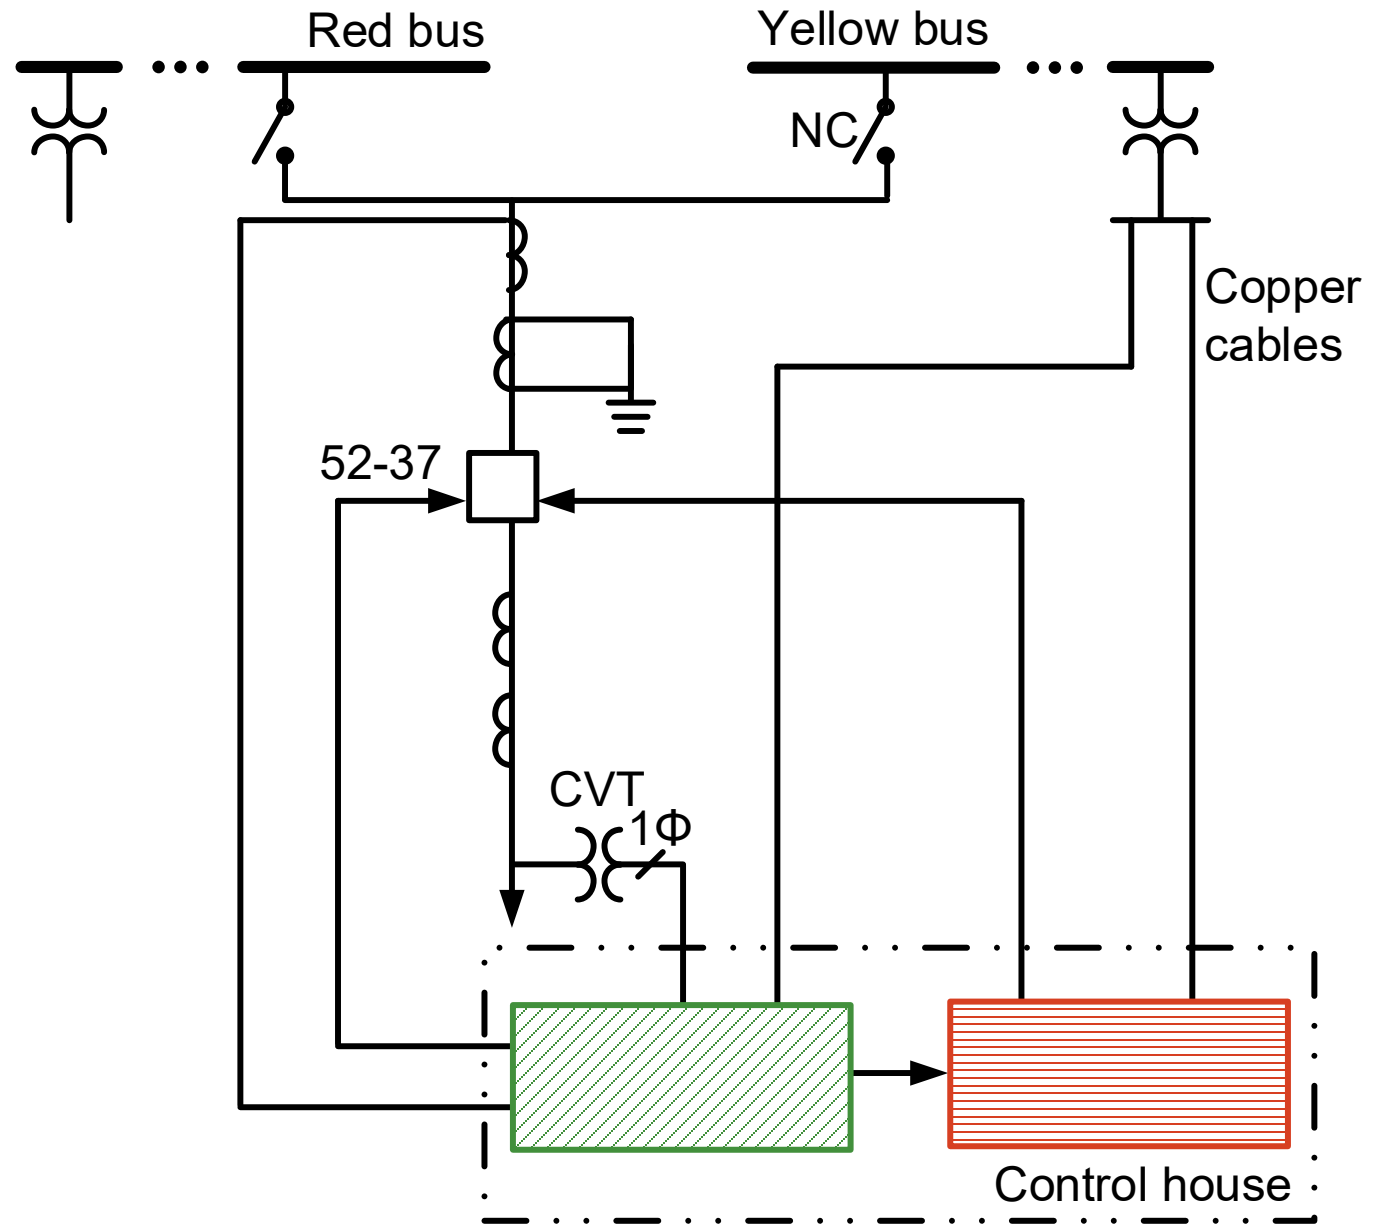 Red bus
Yellow bus
NC
Copper
cables
52-37
CVT
1Φ
Control house